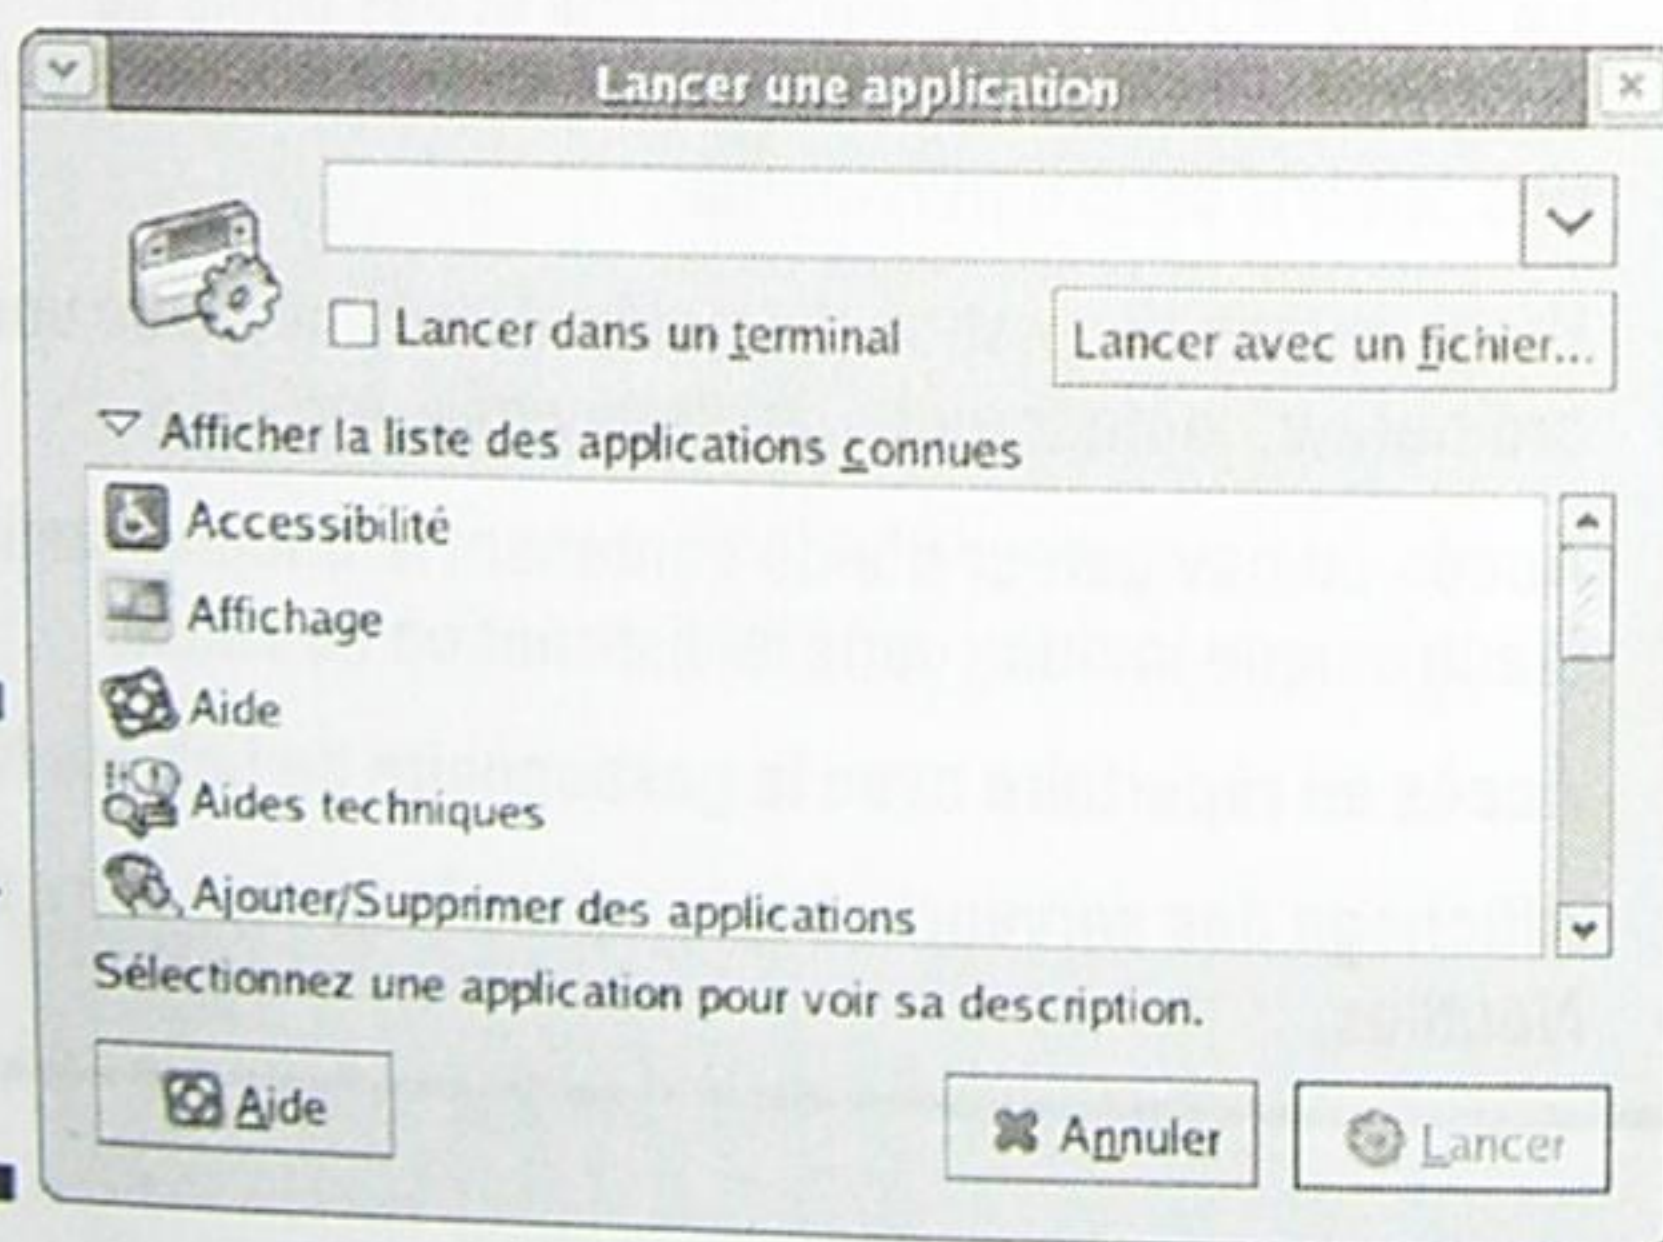 Lancer une application
Lancer dans un terminal
Lancer avec un fichier...
Afficher la liste des applications connues
Accessibilité
Affichage
Aide
Aides techniques
Ajouter/Supprimer des applications
Sélectionnez une application pour voir sa description.
Aide
Annuler
Lancer